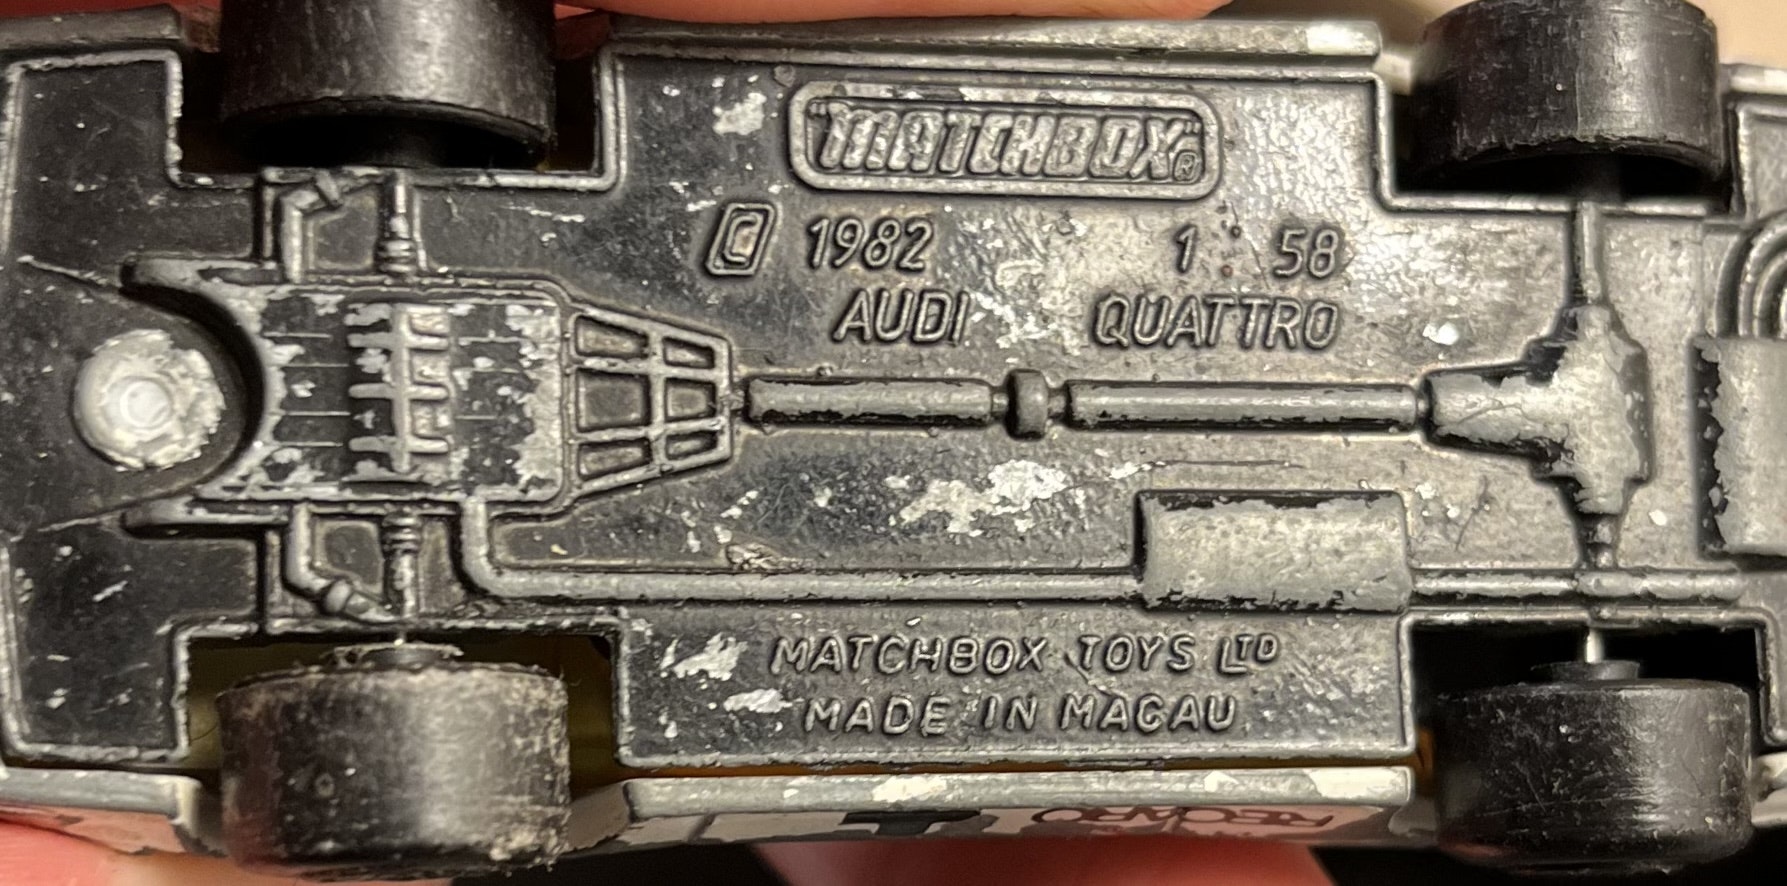 "MATCHBOX"®
© 1982 1 : 58
AUDI QUATTRO
MATCHBOX TOYS LTD
MADE IN MACAU
RECARO